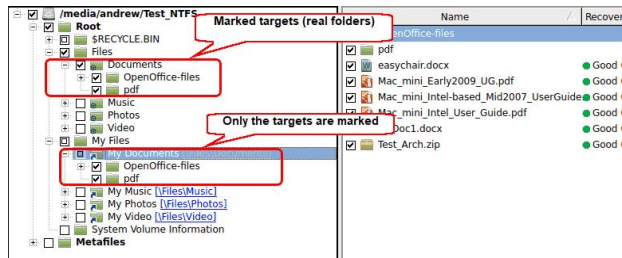 /media/andrew/Test_NTFS
Marked targets (real folders)
Root
$RECYCLE.BIN
Files
Documents
OpenOffice-files
pdf
Music
Photos
Video
Only the targets are marked
My Files
My Documents
OpenOffice-files
pdf
My Music [\Files\Music]
My Photos [\Files\Photos]
My Video [\Files\Video]
System Volume Information
Metafiles
Name / Recover
enOffice-files
pdf
easychair.docx Good
Mac_mini_Early2009_UG.pdf Good
Mac_mini_Intel-based_Mid2007_UserGuide Good
Mac_mini_Intel_User_Guide.pdf Good
Doc1.docx Good
Test_Arch.zip Good